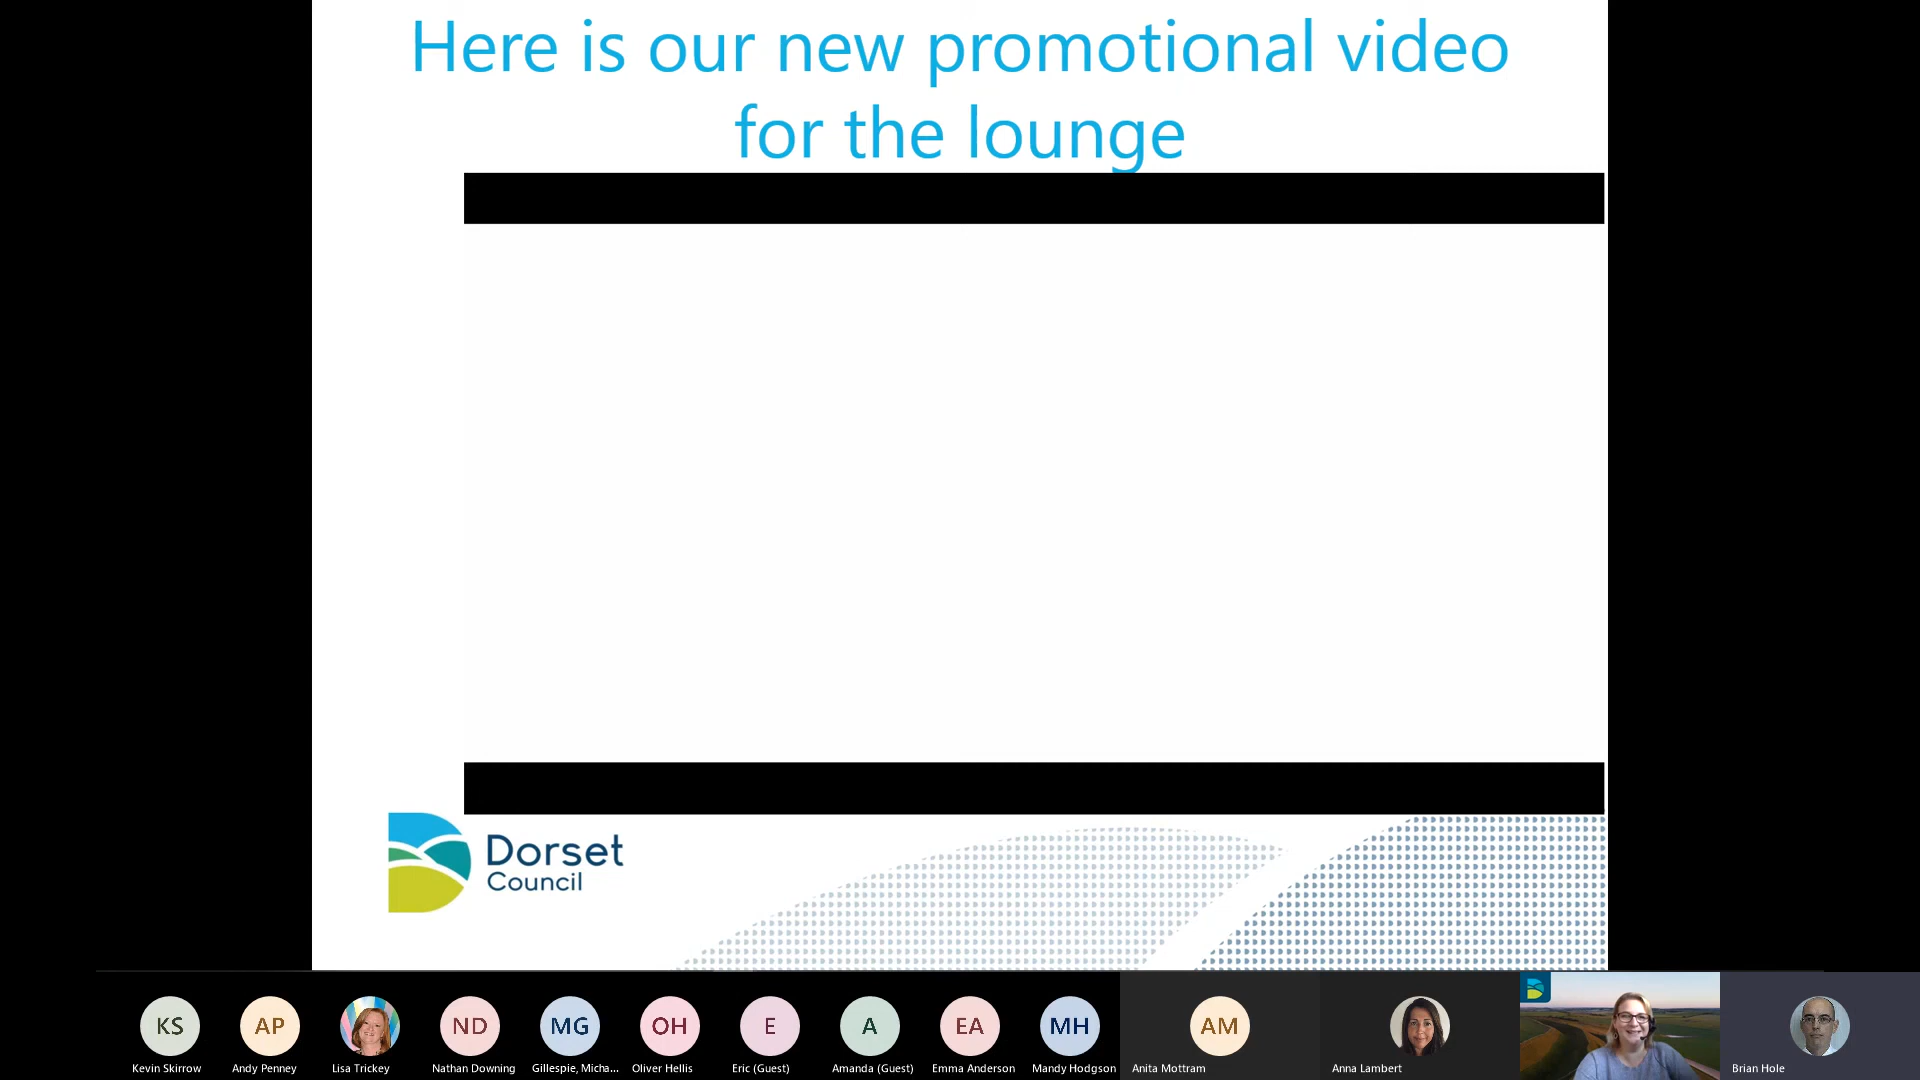 Here is our new promotional video
for the lounge
Dorset
Council
KS
AP
ND
MG
OH
E
A
EA
MH
AM
Kevin Skirrow
Andy Penney
Lisa Trickey
Nathan Downing
Gillespie, Micha...
Oliver Hellis
Eric (Guest)
Amanda (Guest)
Emma Anderson
Mandy Hodgson
Anita Mottram
Anna Lambert
Brian Hole